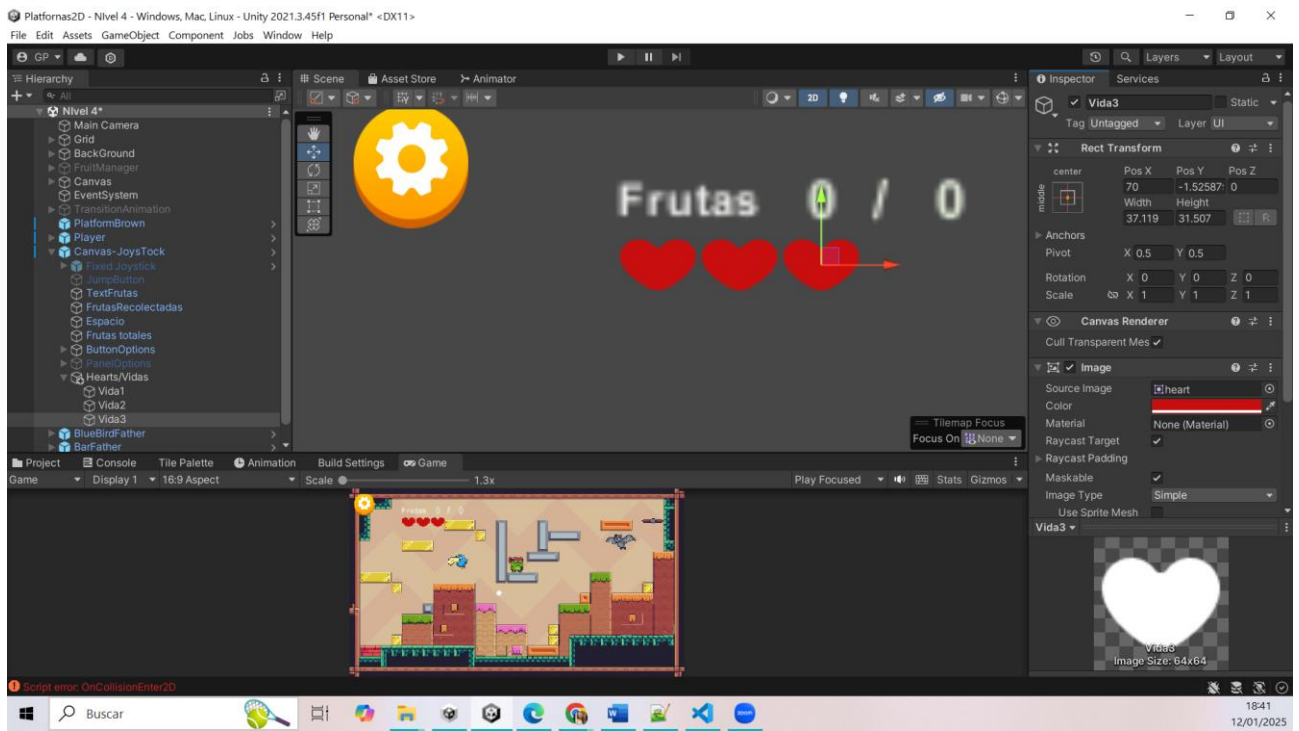 Platfornas2D - NIvel 4 - Windows, Mac, Linux - Unity 2021.3.45f1 Personal* <DX11>
File Edit Assets GameObject Component Jobs Window Help
GP
Layers
Layout
Hierarchy
All
NIvel 4*
Main Camera
Grid
BackGround
FruitManager
Canvas
EventSystem
TransitionAnimation
PlatformBrown
Player
Canvas-JoysTock
Fixed Joystick
JumpButton
TextFrutas
FrutasRecolectadas
Espacio
Frutas totales
ButtonOptions
PanelOptions
Hearts/Vidas
Vida1
Vida2
Vida3
BlueBirdFather
BarFather
Scene
Asset Store
Animator
2D
Frutas 0 / 0
Tilemap Focus
Focus On None
Inspector
Services
Vida3
Static
Tag Untagged
Layer UI
Rect Transform
center
Pos X Pos Y Pos Z
middle
70 -1.52587 0
Width Height
37.119 31.507
R
Anchors
Pivot X 0.5 Y 0.5
Rotation X 0 Y 0 Z 0
Scale X 1 Y 1 Z 1
Canvas Renderer
Cull Transparent Mes
Image
Source Image heart
Color
Material None (Material)
Raycast Target
Raycast Padding
Maskable
Image Type Simple
Use Sprite Mesh
Vida3
Vida3
Image Size: 64x64
Project
Console
Tile Palette
Animation
Build Settings
Game
Game
Display 1
16:9 Aspect
Scale 1.3x
Play Focused
Stats
Gizmos
Frutas 0 / 0
Script error: OnCollisionEnter2D
Buscar
zoom
18:41
12/01/2025